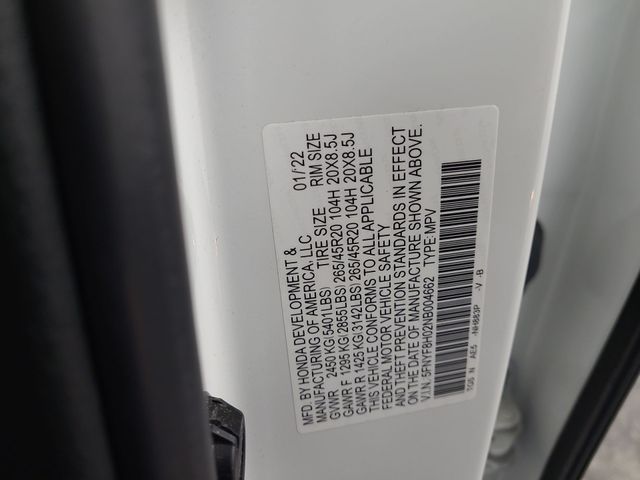 MFD. BY HONDA DEVELOPMENT & 01/22
MANUFACTURING OF AMERICA, LLC
TIRE SIZE RIM SIZE
GVWR 2450 KG(5401LBS)
GAWR F 1295 KG(2855LBS) 265/45R20 104H 20X8.5J
GAWR R 1425 KG(3142LBS) 265/45R20 104H 20X8.5J
THIS VEHICLE CONFORMS TO ALL APPLICABLE
FEDERAL MOTOR VEHICLE SAFETY
AND THEFT PREVENTION STANDARDS IN EFFECT
ON THE DATE OF MANUFACTURE SHOWN ABOVE.
V.I.N. 5FNYF8H02NB004662 TYPE:MPV
TGS N AE5 -NH883P -V -B